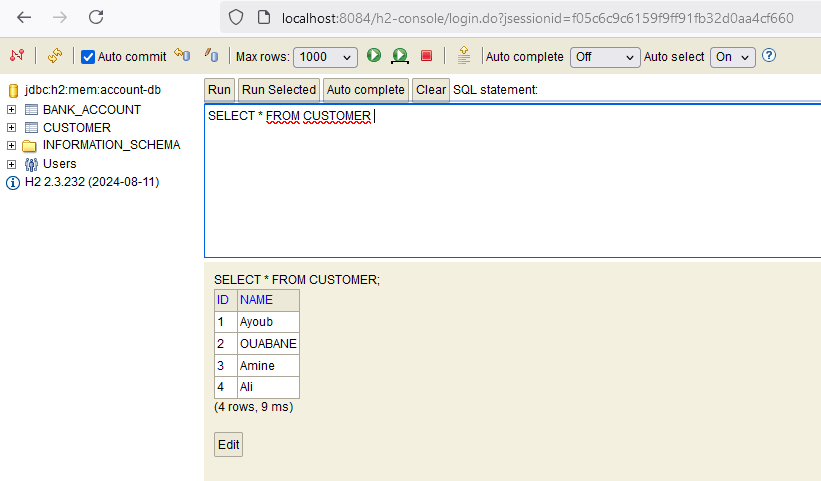 localhost:8084/h2-console/login.do?jsessionid=f05c6c9c6159f9ff91fb32d0aa4cf660
Auto commit Max rows: 1000 Auto complete Off Auto select On
jdbc:h2:mem:account-db
BANK_ACCOUNT
CUSTOMER
INFORMATION_SCHEMA
Users
H2 2.3.232 (2024-08-11)
Run Run Selected Auto complete Clear SQL statement:
SELECT * FROM CUSTOMER
SELECT * FROM CUSTOMER;
ID NAME
1 Ayoub
2 OUABANE
3 Amine
4 Ali
(4 rows, 9 ms)
Edit